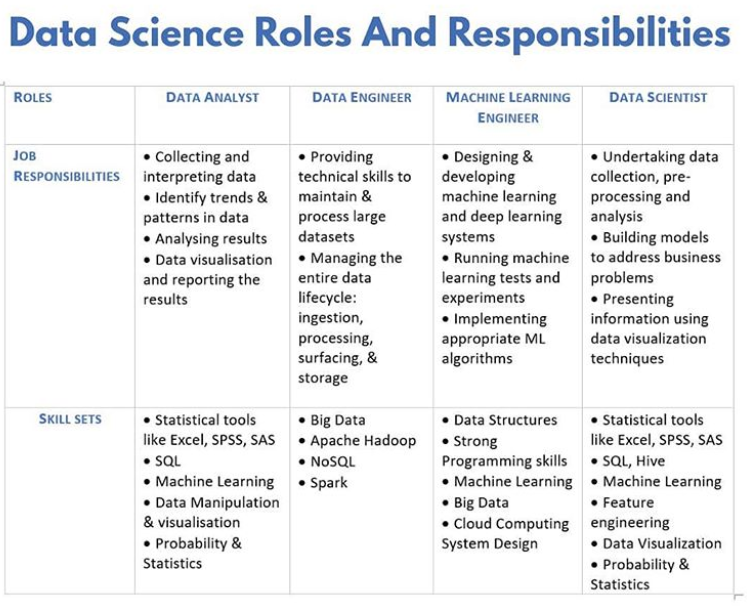 Data Science Roles And Responsibilities
ROLES
DATA ANALYST
DATA ENGINEER
MACHINE LEARNING
ENGINEER
DATA SCIENTIST
JOB
RESPONSIBILITIES
• Collecting and
interpreting data
• Identify trends &
patterns in data
• Analysing results
• Data visualisation
and reporting the
results
• Providing
technical skills to
maintain &
process large
datasets
• Managing the
entire data
lifecycle:
ingestion,
processing,
surfacing, &
storage
• Designing &
developing
machine learning
and deep learning
systems
• Running machine
learning tests and
experiments
• Implementing
appropriate ML
algorithms
• Undertaking data
collection, pre-
processing and
analysis
• Building models
to address business
problems
• Presenting
information using
data visualization
techniques
SKILL SETS
• Statistical tools
like Excel, SPSS, SAS
• SQL
• Machine Learning
• Data Manipulation
& visualisation
• Probability &
Statistics
• Big Data
• Apache Hadoop
• NoSQL
• Spark
• Data Structures
• Strong
Programming skills
• Machine Learning
• Big Data
• Cloud Computing
System Design
• Statistical tools
like Excel, SPSS, SAS
• SQL, Hive
• Machine Learning
• Feature
engineering
• Data Visualization
• Probability &
Statistics